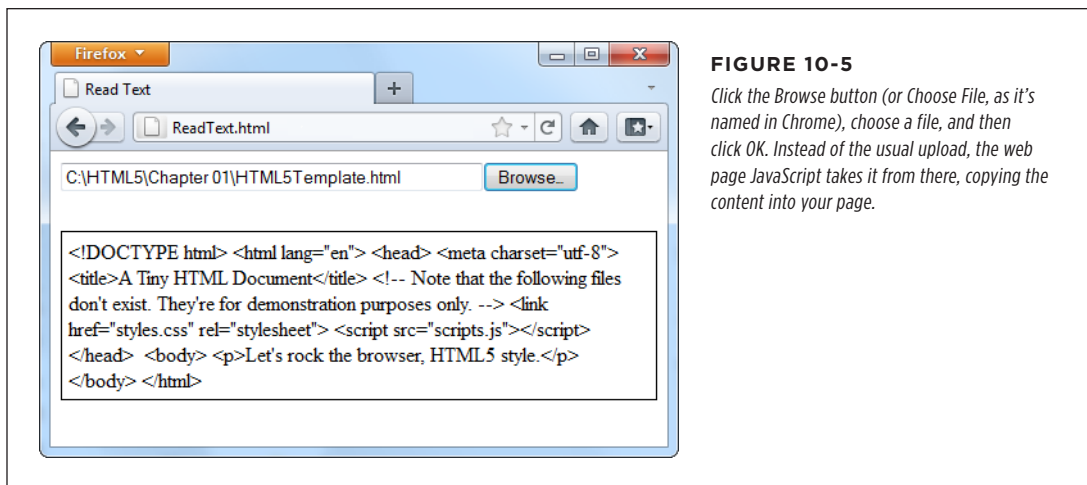 Firefox
Read Text
ReadText.html
C:\HTML5\Chapter 01\HTML5Template.html
Browse...
<!DOCTYPE html> <html lang="en"> <head> <meta charset="utf-8">
<title>A Tiny HTML Document</title> <!-- Note that the following files
don't exist. They're for demonstration purposes only. --> <link
href="styles.css" rel="stylesheet"> <script src="scripts.js"></script>
</head>  <body> <p>Let's rock the browser, HTML5 style.</p>
</body> </html>
FIGURE 10-5
Click the Browse button (or Choose File, as it's
named in Chrome), choose a file, and then
click OK. Instead of the usual upload, the web
page JavaScript takes it from there, copying the
content into your page.